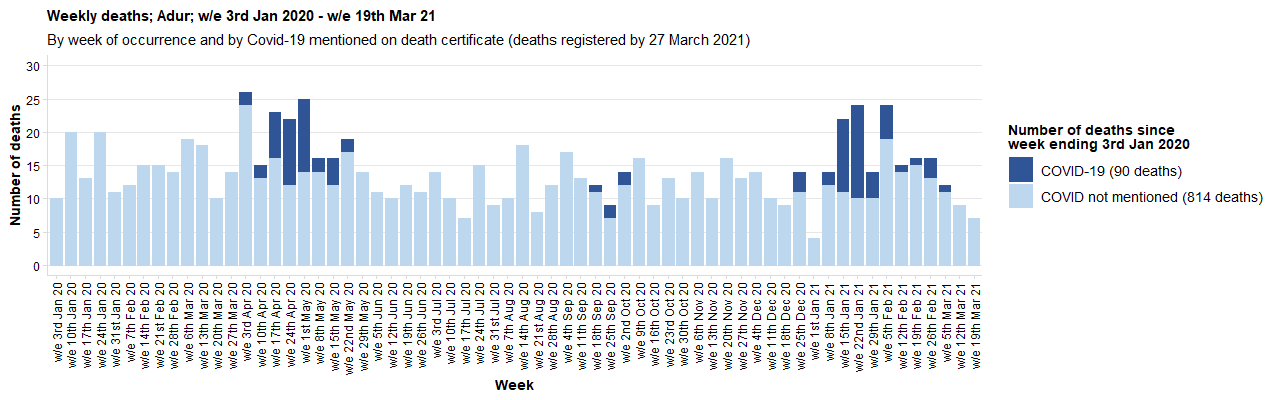 Weekly deaths; Adur; w/e 3rd Jan 2020 - w/e 19th Mar 21
By week of occurrence and by Covid-19 mentioned on death certificate (deaths registered by 27 March 2021)
Number of deaths
30
25
20
15
10
5
0
w/e 3rd Jan 20
w/e 10th Jan 20
w/e 17th Jan 20
w/e 24th Jan 20
w/e 31st Jan 20
w/e 7th Feb 20
w/e 14th Feb 20
w/e 21st Feb 20
w/e 28th Feb 20
w/e 6th Mar 20
w/e 13th Mar 20
w/e 20th Mar 20
w/e 27th Mar 20
w/e 3rd Apr 20
w/e 10th Apr 20
w/e 17th Apr 20
w/e 24th Apr 20
w/e 1st May 20
w/e 8th May 20
w/e 15th May 20
w/e 22nd May 20
w/e 29th May 20
w/e 5th Jun 20
w/e 12th Jun 20
w/e 19th Jun 20
w/e 26th Jun 20
w/e 3rd Jul 20
w/e 10th Jul 20
w/e 17th Jul 20
w/e 24th Jul 20
w/e 31st Jul 20
w/e 7th Aug 20
w/e 14th Aug 20
w/e 21st Aug 20
w/e 28th Aug 20
w/e 4th Sep 20
w/e 11th Sep 20
w/e 18th Sep 20
w/e 25th Sep 20
w/e 2nd Oct 20
w/e 9th Oct 20
w/e 16th Oct 20
w/e 23rd Oct 20
w/e 30th Oct 20
w/e 6th Nov 20
w/e 13th Nov 20
w/e 20th Nov 20
w/e 27th Nov 20
w/e 4th Dec 20
w/e 11th Dec 20
w/e 18th Dec 20
w/e 25th Dec 20
w/e 1st Jan 21
w/e 8th Jan 21
w/e 15th Jan 21
w/e 22nd Jan 21
w/e 29th Jan 21
w/e 5th Feb 21
w/e 12th Feb 21
w/e 19th Feb 21
w/e 26th Feb 21
w/e 5th Mar 21
w/e 12th Mar 21
w/e 19th Mar 21
Week
Number of deaths since
week ending 3rd Jan 2020
COVID-19 (90 deaths)
COVID not mentioned (814 deaths)